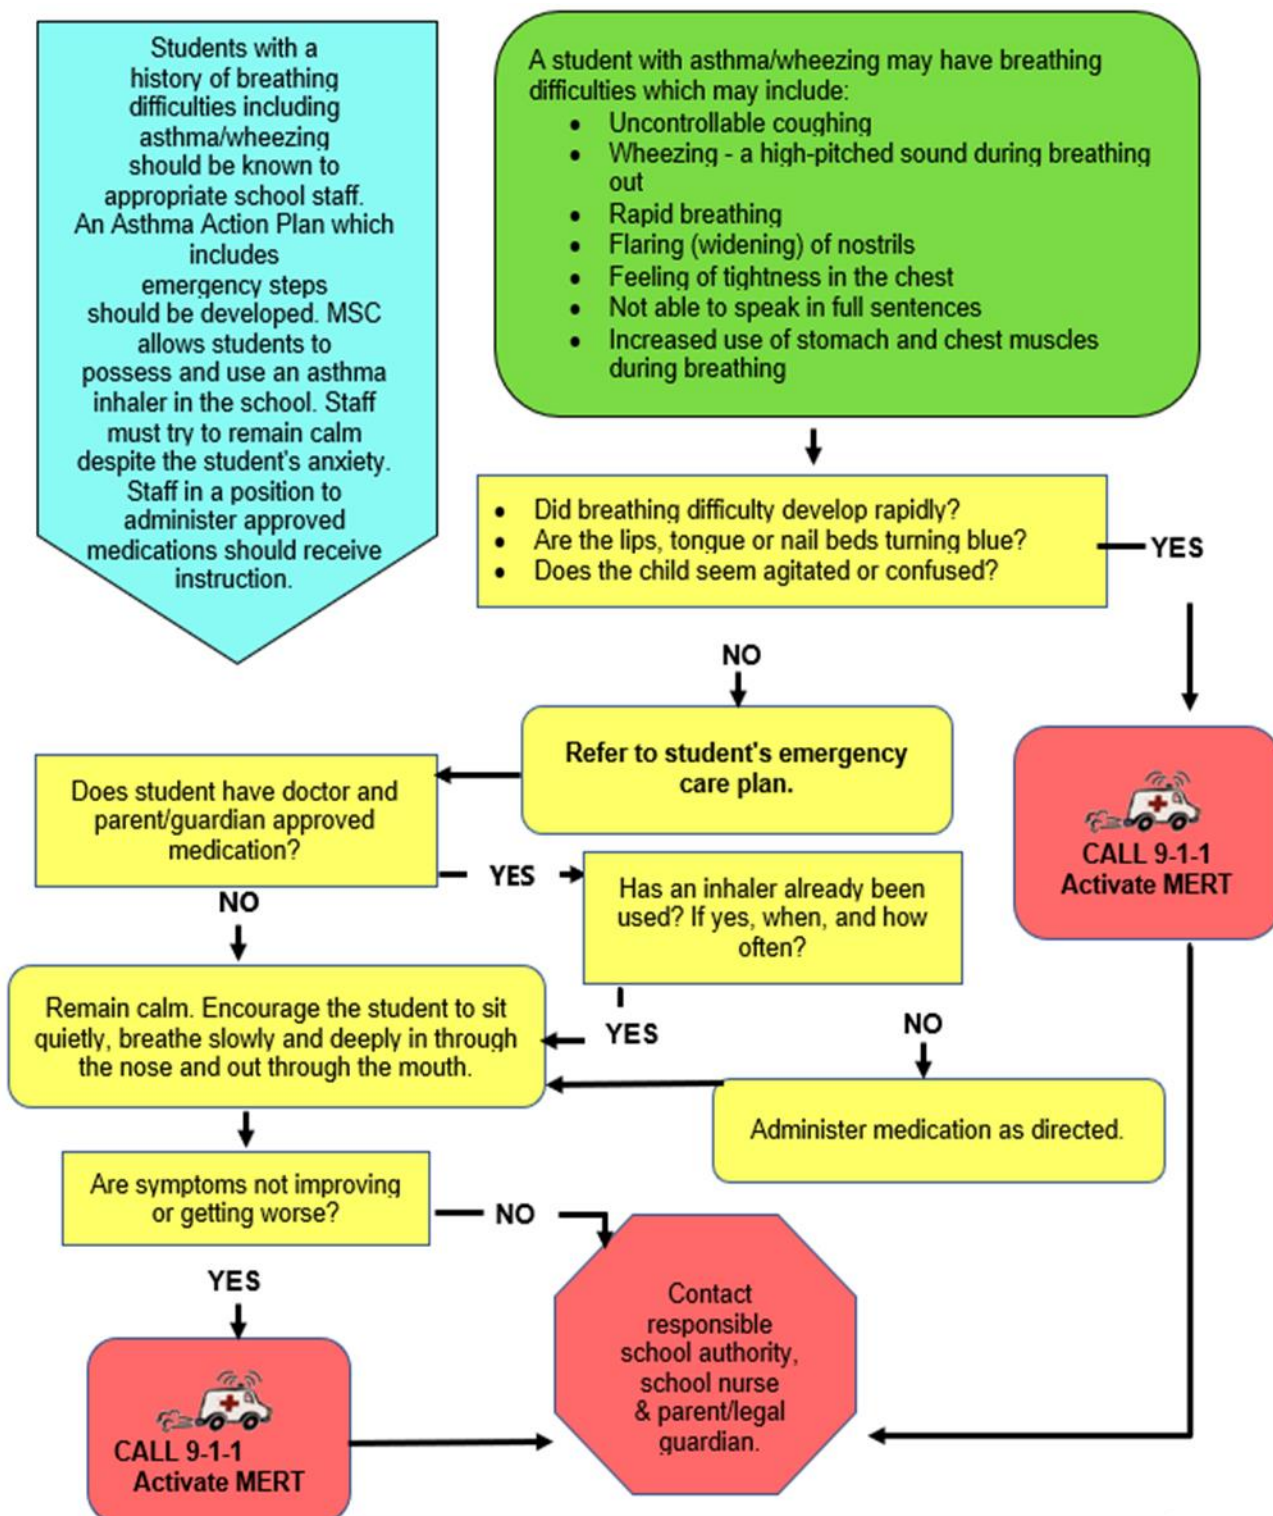 Students with a
history of breathing
difficulties including
asthma/wheezing
should be known to
appropriate school staff.
An Asthma Action Plan which
includes
emergency steps
should be developed. MSC
allows students to
possess and use an asthma
inhaler in the school. Staff
must try to remain calm
despite the student's anxiety.
Staff in a position to
administer approved
medications should receive
instruction.
A student with asthma/wheezing may have breathing
difficulties which may include:
• Uncontrollable coughing
• Wheezing - a high-pitched sound during breathing
out
• Rapid breathing
• Flaring (widening) of nostrils
• Feeling of tightness in the chest
• Not able to speak in full sentences
• Increased use of stomach and chest muscles
during breathing
• Did breathing difficulty develop rapidly?
• Are the lips, tongue or nail beds turning blue?
• Does the child seem agitated or confused?
YES
NO
Refer to student's emergency
care plan.
CALL 9-1-1
Activate MERT
Does student have doctor and
parent/guardian approved
medication?
YES
NO
Has an inhaler already been
used? If yes, when, and how
often?
YES
NO
Remain calm. Encourage the student to sit
quietly, breathe slowly and deeply in through
the nose and out through the mouth.
Administer medication as directed.
Are symptoms not improving
or getting worse?
NO
YES
CALL 9-1-1
Activate MERT
Contact
responsible
school authority,
school nurse
& parent/legal
guardian.